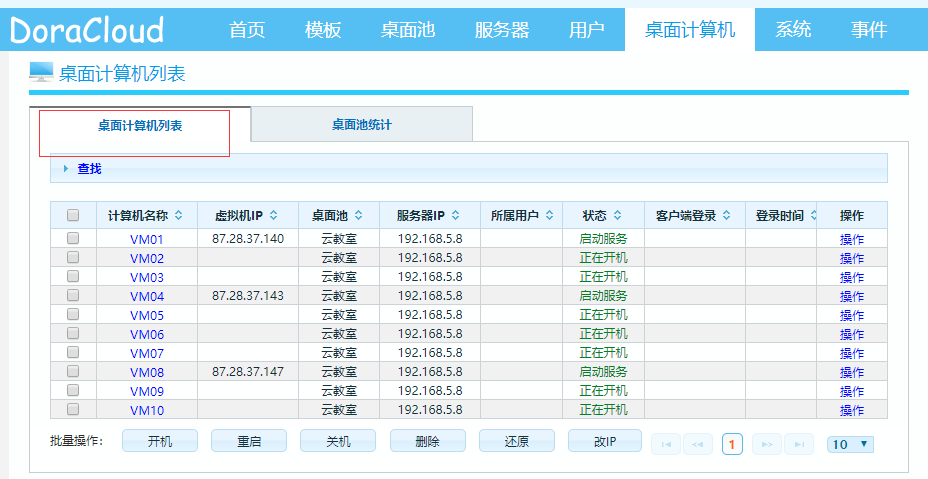 DoraCloud 首页 模板 桌面池 服务器 用户 桌面计算机 系统 事件
桌面计算机列表
桌面计算机列表 桌面池统计
查找
计算机名称 虚拟机IP 桌面池 服务器IP 所属用户 状态 客户端登录 登录时间 操作
VM01 87.28.37.140 云教室 192.168.5.8 启动服务 操作
VM02 云教室 192.168.5.8 正在开机 操作
VM03 云教室 192.168.5.8 正在开机 操作
VM04 87.28.37.143 云教室 192.168.5.8 启动服务 操作
VM05 云教室 192.168.5.8 正在开机 操作
VM06 云教室 192.168.5.8 正在开机 操作
VM07 云教室 192.168.5.8 正在开机 操作
VM08 87.28.37.147 云教室 192.168.5.8 启动服务 操作
VM09 云教室 192.168.5.8 正在开机 操作
VM10 云教室 192.168.5.8 正在开机 操作
批量操作: 开机 重启 关机 删除 还原 改IP 1 10